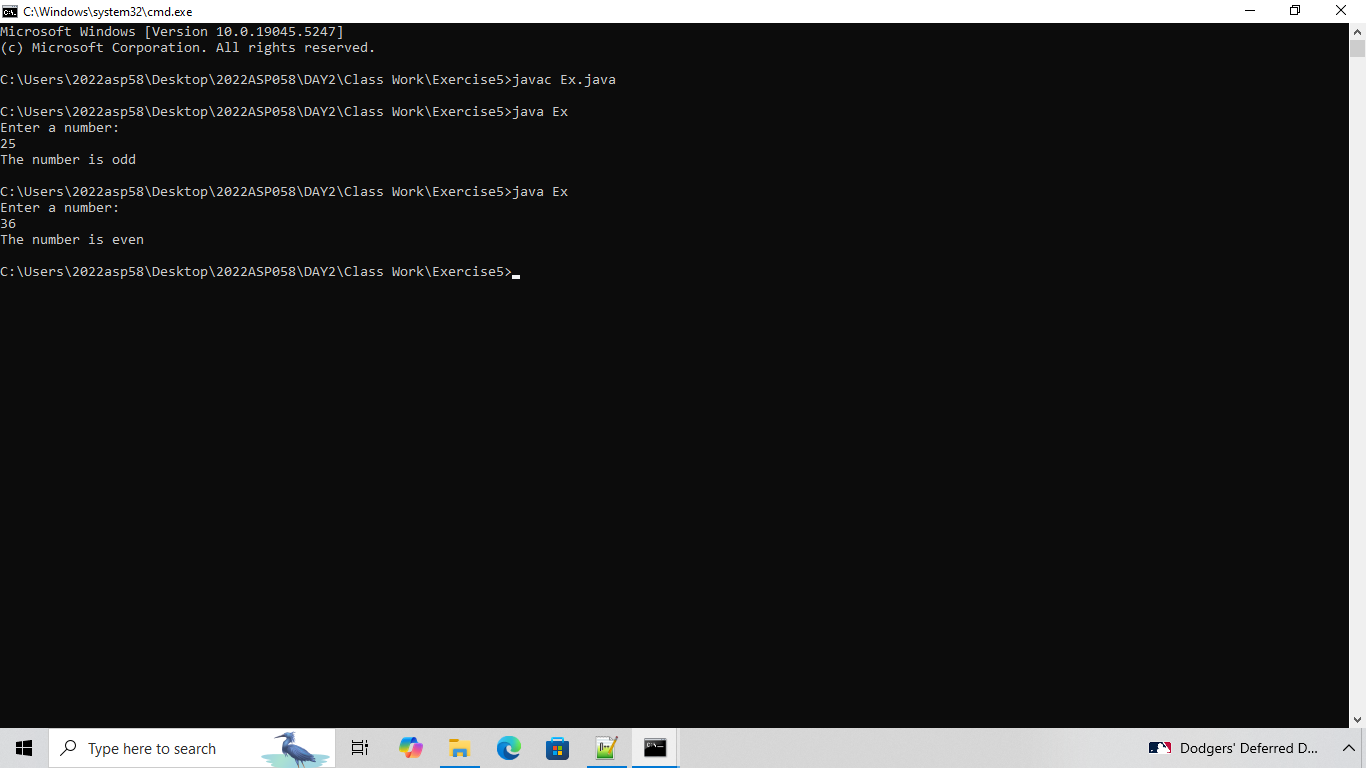 C:\Windows\system32\cmd.exe
Microsoft Windows [Version 10.0.19045.5247]
(c) Microsoft Corporation. All rights reserved.
C:\Users\2022asp58\Desktop\2022ASP058\DAY2\Class Work\Exercise5>javac Ex.java
C:\Users\2022asp58\Desktop\2022ASP058\DAY2\Class Work\Exercise5>java Ex
Enter a number:
25
The number is odd
C:\Users\2022asp58\Desktop\2022ASP058\DAY2\Class Work\Exercise5>java Ex
Enter a number:
36
The number is even
C:\Users\2022asp58\Desktop\2022ASP058\DAY2\Class Work\Exercise5>
Type here to search
Dodgers' Deferred D...